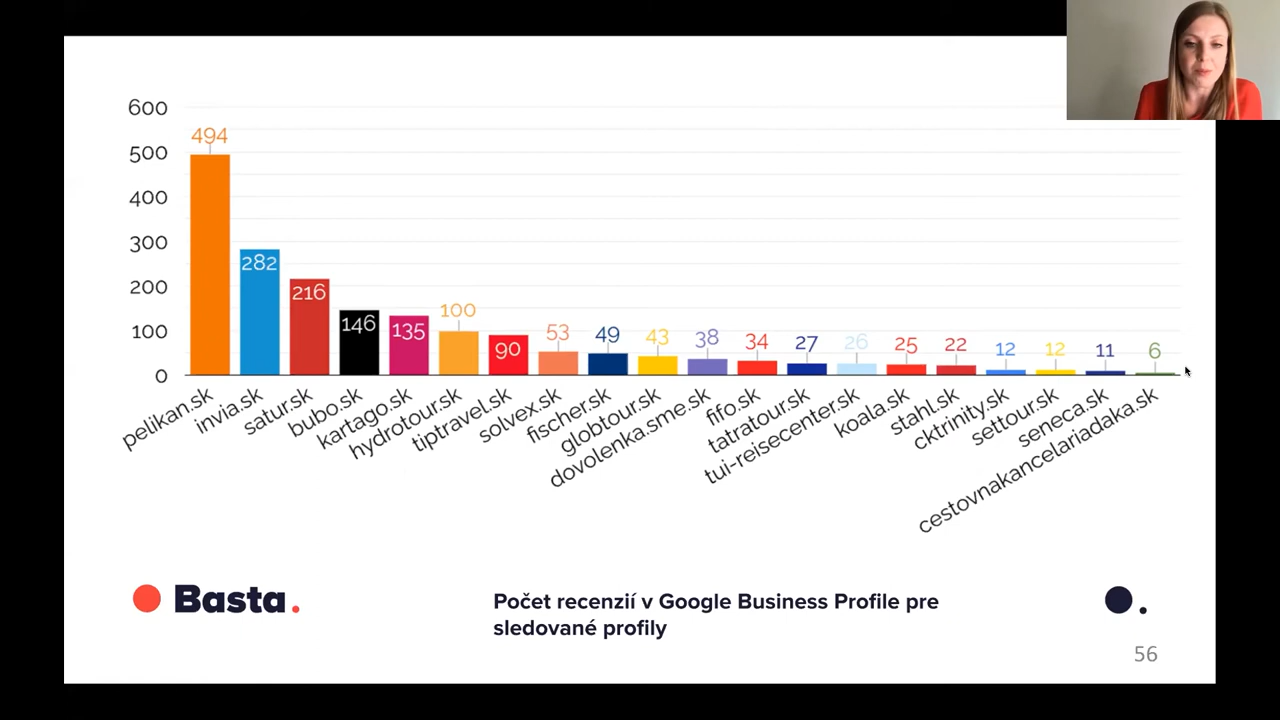 600
500
400
300
200
100
0
494
282
216
146
135
100
90
53
49
43
38
34
27
26
25
22
12
12
11
6
pelikan.sk
invia.sk
satur.sk
bubo.sk
kartago.sk
hydrotour.sk
tiptravel.sk
solvex.sk
fischer.sk
globtour.sk
dovolenka.sme.sk
fifo.sk
tatratour.sk
tui-reisecenter.sk
koala.sk
stahl.sk
cktrinity.sk
settour.sk
seneca.sk
cestovnakancelariadaka.sk
Basta.
Počet recenzií v Google Business Profile pre
sledované profily
56